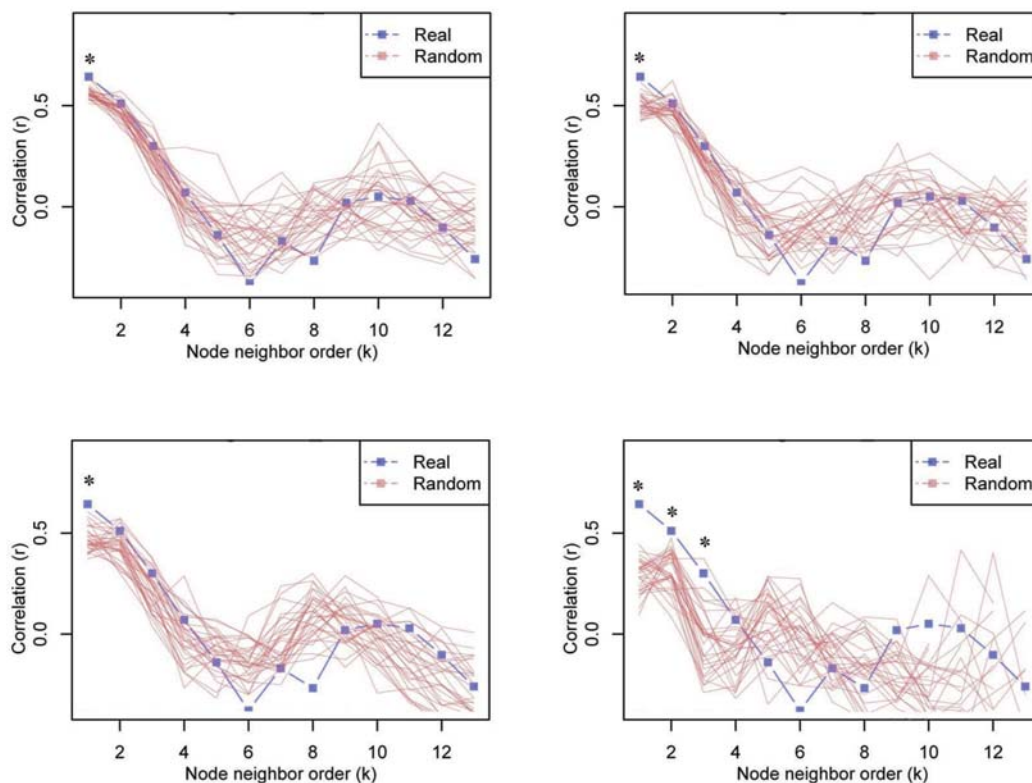 Real
Random
*
0.5
0.0
Correlation (r)
2 4 6 8 10 12
Node neighbor order (k)
Real
Random
*
0.5
0.0
Correlation (r)
2 4 6 8 10 12
Node neighbor order (k)
Real
Random
*
0.5
0.0
Correlation (r)
2 4 6 8 10 12
Node neighbor order (k)
Real
Random
* * *
0.5
0.0
Correlation (r)
2 4 6 8 10 12
Node neighbor order (k)